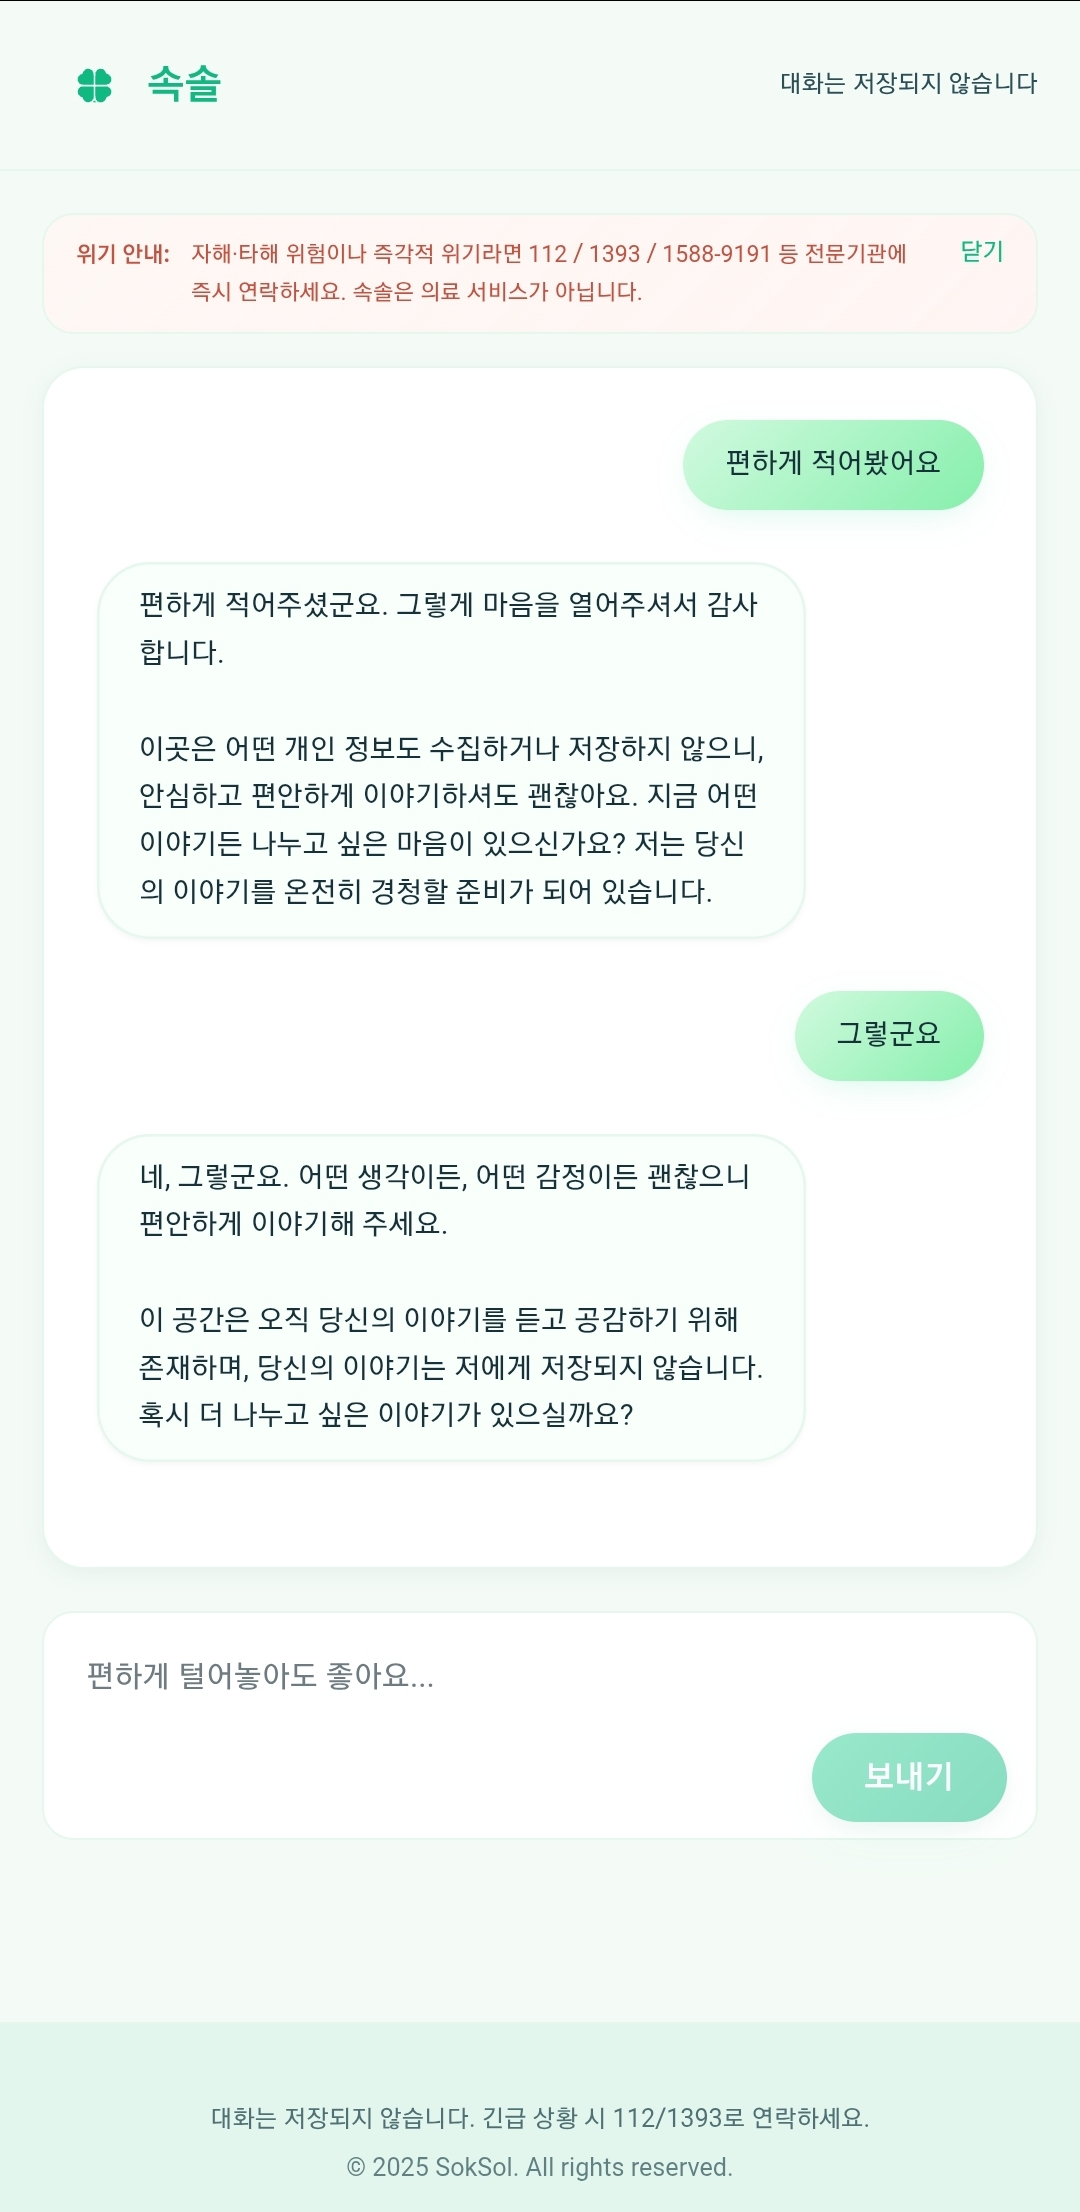 속솔
대화는 저장되지 않습니다
위기 안내: 자해·타해 위험이나 즉각적 위기라면 112 / 1393 / 1588-9191 등 전문기관에
즉시 연락하세요. 속솔은 의료 서비스가 아닙니다.
닫기
편하게 적어봤어요
편하게 적어주셨군요. 그렇게 마음을 열어주셔서 감사
합니다.
이곳은 어떤 개인 정보도 수집하거나 저장하지 않으니,
안심하고 편안하게 이야기하셔도 괜찮아요. 지금 어떤
이야기든 나누고 싶은 마음이 있으신가요? 저는 당신
의 이야기를 온전히 경청할 준비가 되어 있습니다.
그렇군요
네, 그렇군요. 어떤 생각이든, 어떤 감정이든 괜찮으니
편안하게 이야기해 주세요.
이 공간은 오직 당신의 이야기를 듣고 공감하기 위해
존재하며, 당신의 이야기는 저에게 저장되지 않습니다.
혹시 더 나누고 싶은 이야기가 있으실까요?
편하게 털어놓아도 좋아요...
보내기
대화는 저장되지 않습니다. 긴급 상황 시 112/1393로 연락하세요.
© 2025 SokSol. All rights reserved.